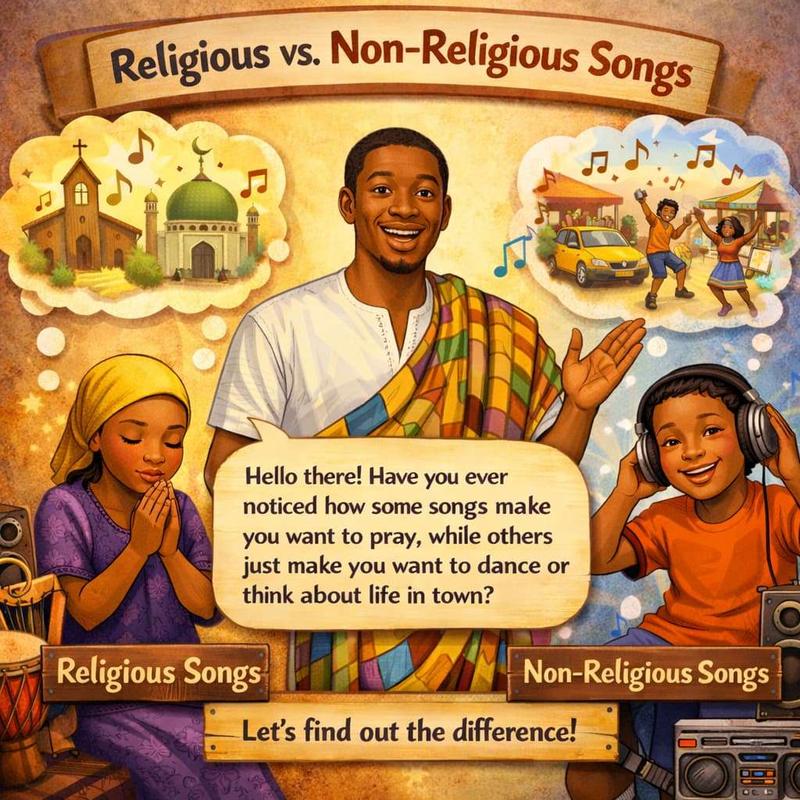 Religious vs. Non-Religious Songs
Hello there! Have you ever
noticed how some songs make
you want to pray, while others
just make you want to dance or
think about life in town?
Religious Songs
Non-Religious Songs
Let's find out the difference!